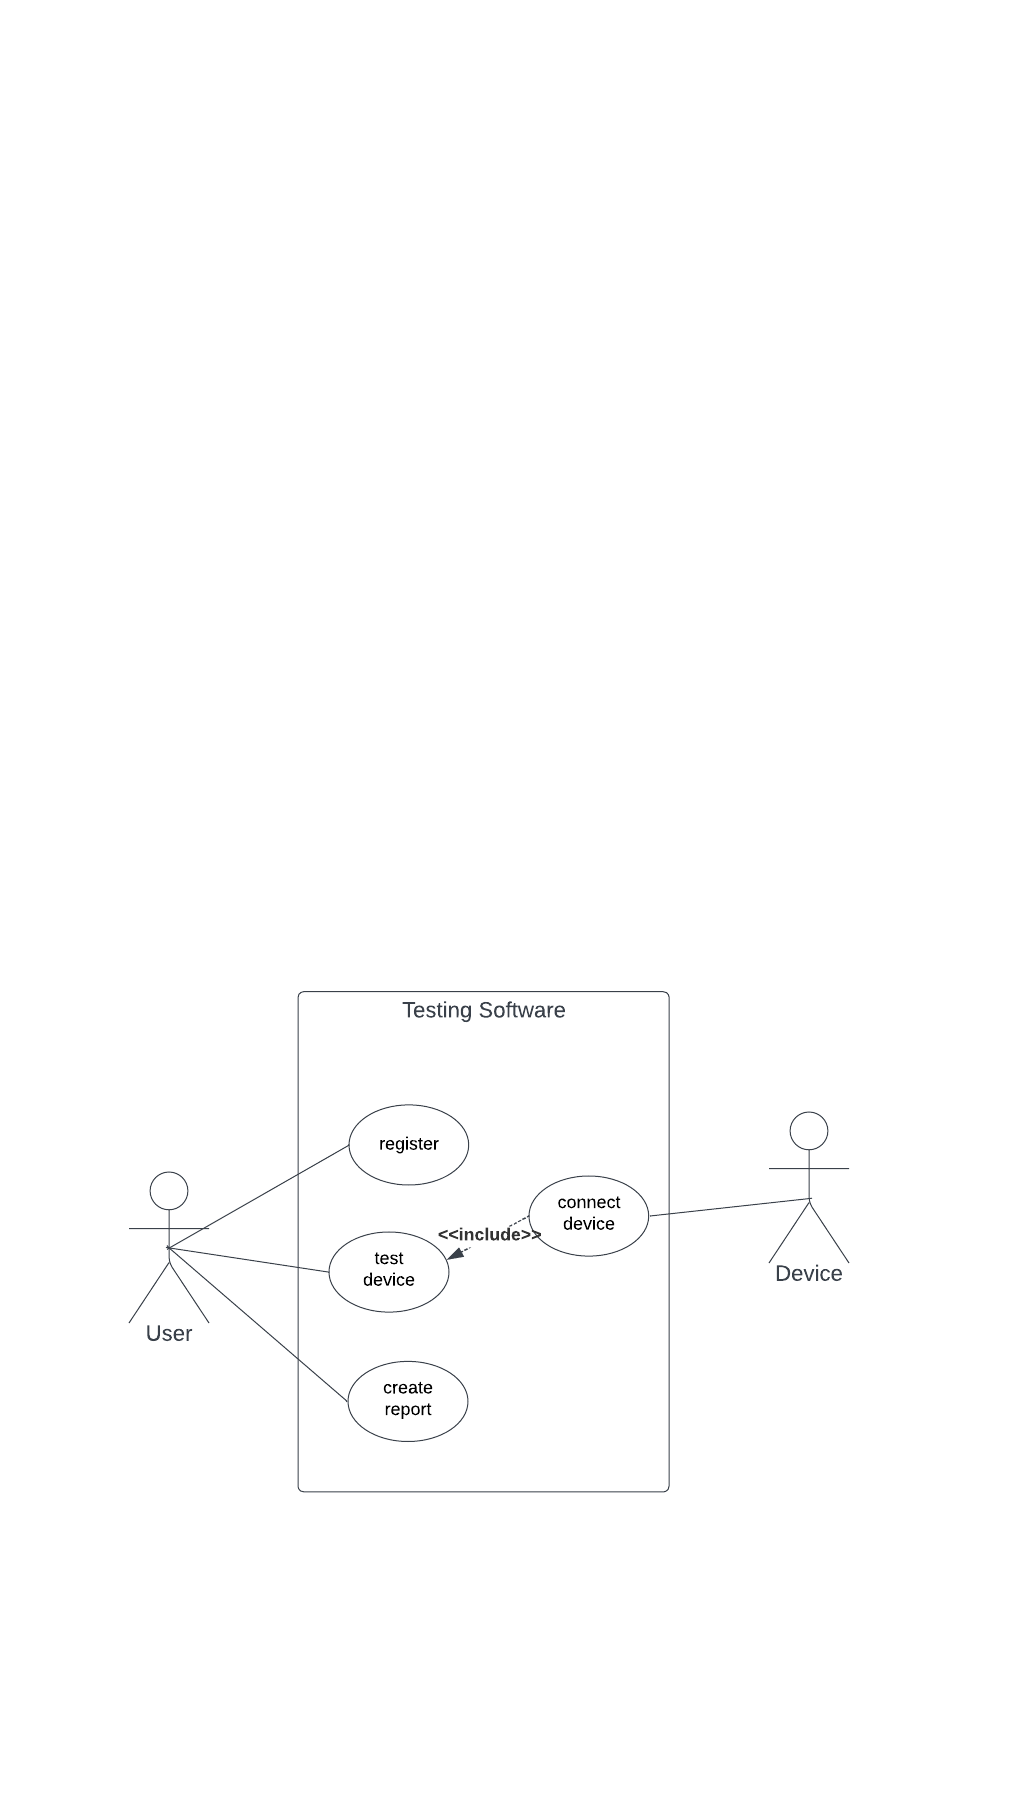 Testing Software
register
connect
device
<<include>>
test
device
User
Device
create
report